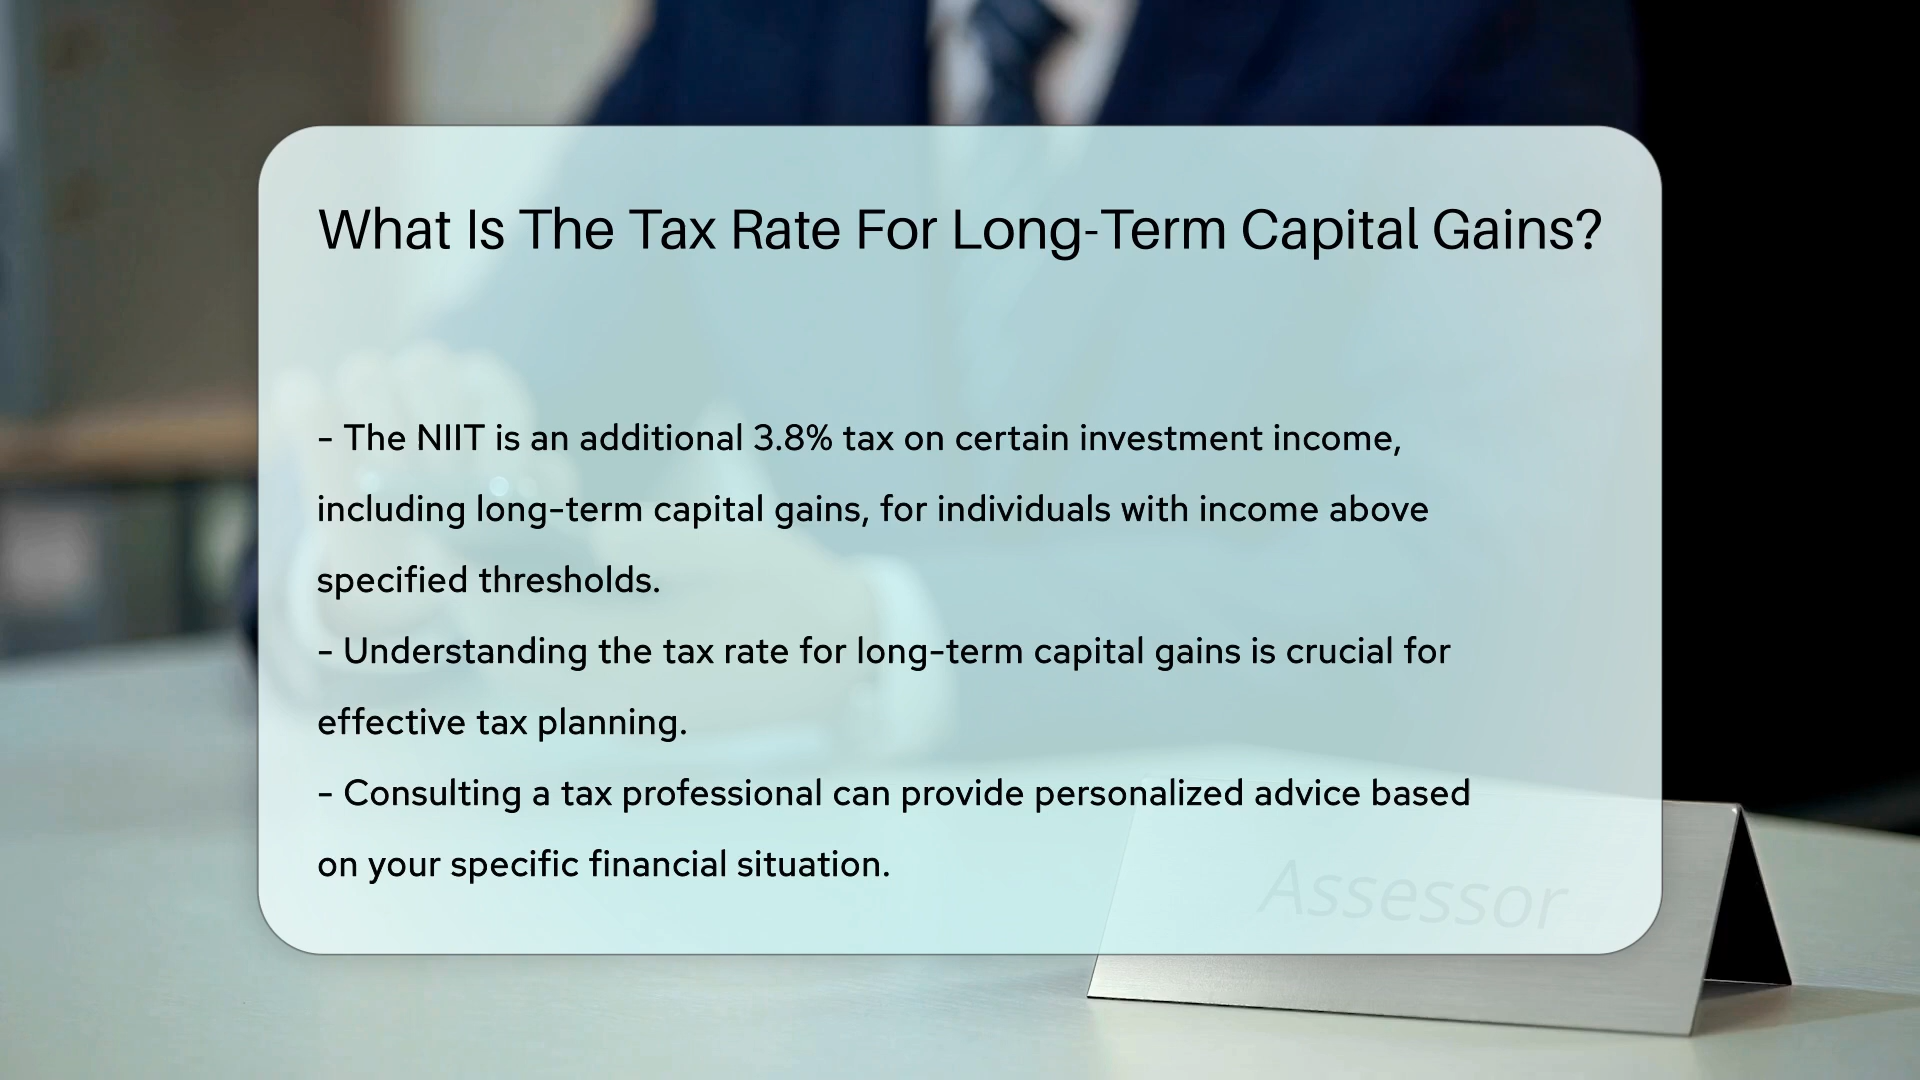 What Is The Tax Rate For Long-Term Capital Gains?
- The NIIT is an additional 3.8% tax on certain investment income,
including long-term capital gains, for individuals with income above
specified thresholds.
- Understanding the tax rate for long-term capital gains is crucial for
effective tax planning.
- Consulting a tax professional can provide personalized advice based
on your specific financial situation.
Assessor